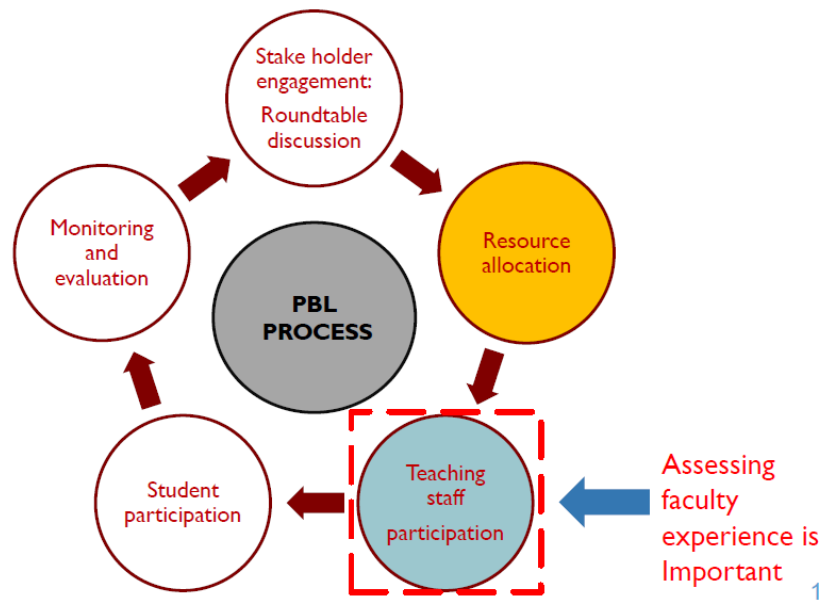 Stake holder
engagement:
Roundtable
discussion
Resource
allocation
Teaching
staff
participation
Student
participation
Monitoring
and
evaluation
PBL
PROCESS
Assessing
faculty
experience is
Important
1